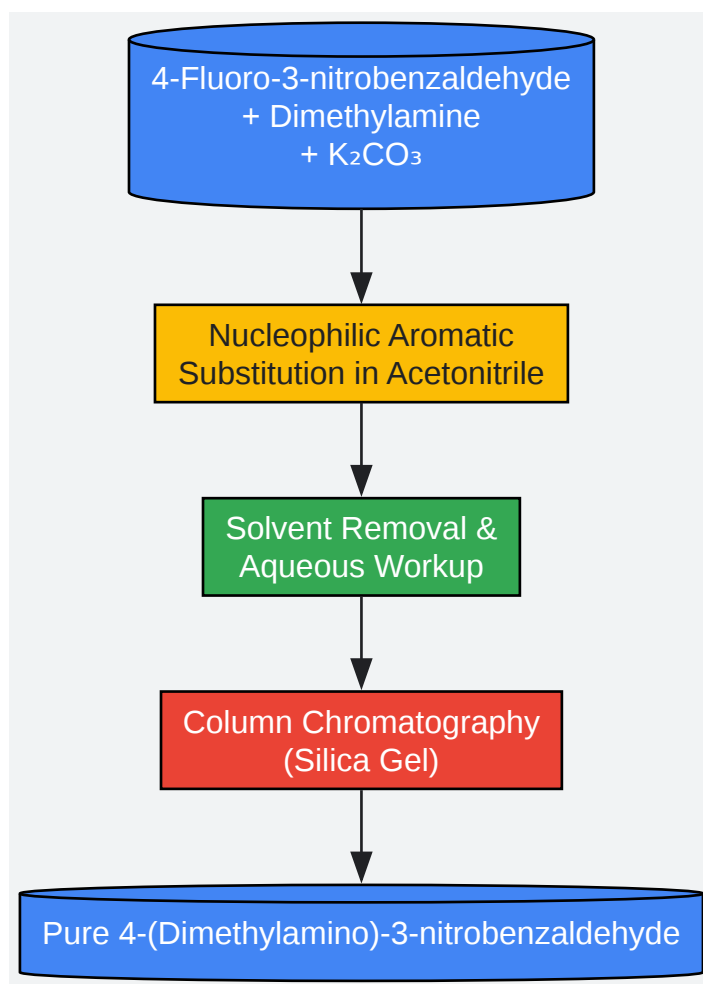 4-Fluoro-3-nitrobenzaldehyde
+ Dimethylamine
+ K₂CO₃
Nucleophilic Aromatic
Substitution in Acetonitrile
Solvent Removal &
Aqueous Workup
Column Chromatography
(Silica Gel)
Pure 4-(Dimethylamino)-3-nitrobenzaldehyde